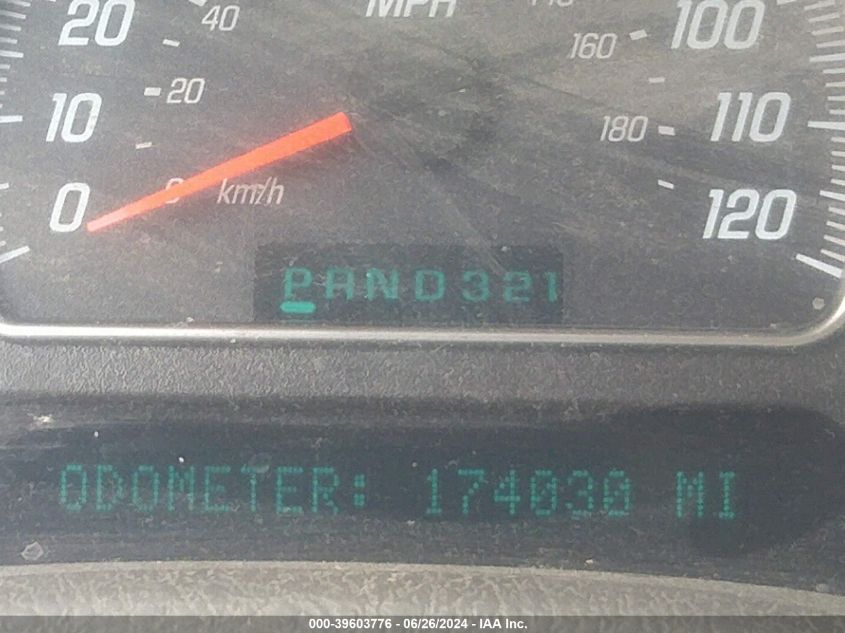 MPH
20 40 100
160
10 20 110
180
0 0 km/h 120
PRND321
ODOMETER: 174030 MI
000-39603776 - 06/26/2024 - IAA Inc.